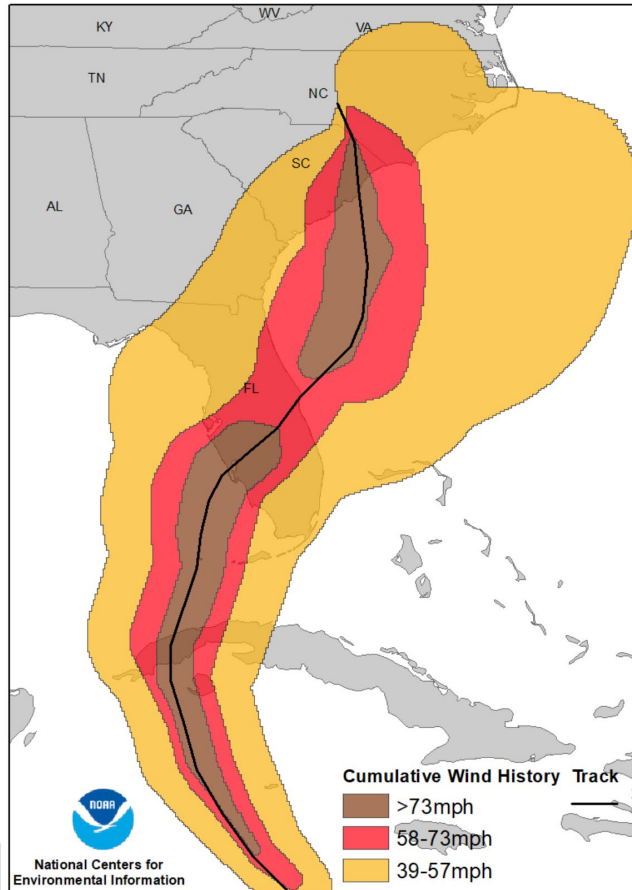 WV
KY
VA
TN
NC
SC
AL
GA
FL
Cumulative Wind History Track
>73mph
58-73mph
39-57mph
NOAA
National Centers for
Environmental Information